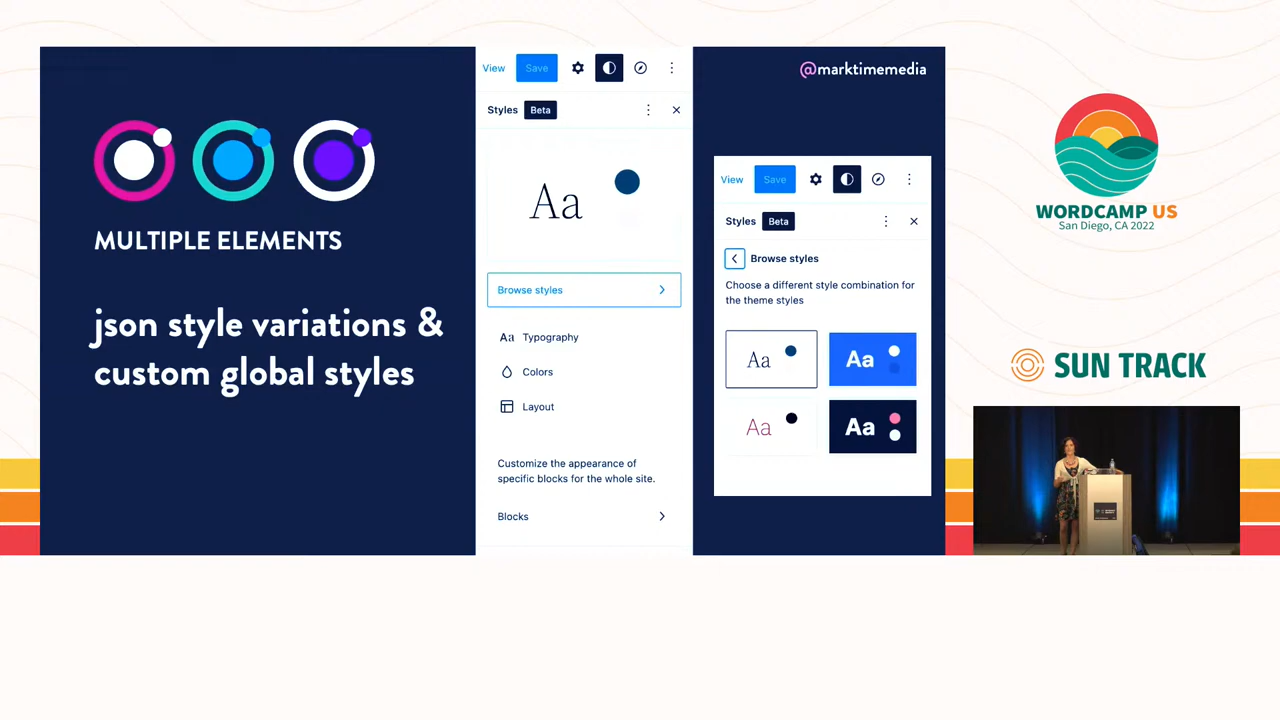 MULTIPLE ELEMENTS
json style variations &
custom global styles
View Save
Styles Beta
Aa
Browse styles
Aa Typography
Colors
Layout
Customize the appearance of
specific blocks for the whole site.
Blocks
@marktimemedia
View Save
Styles Beta
Browse styles
Choose a different style combination for
the theme styles
Aa Aa
Aa Aa
WORDCAMP US
San Diego, CA 2022
SUN TRACK